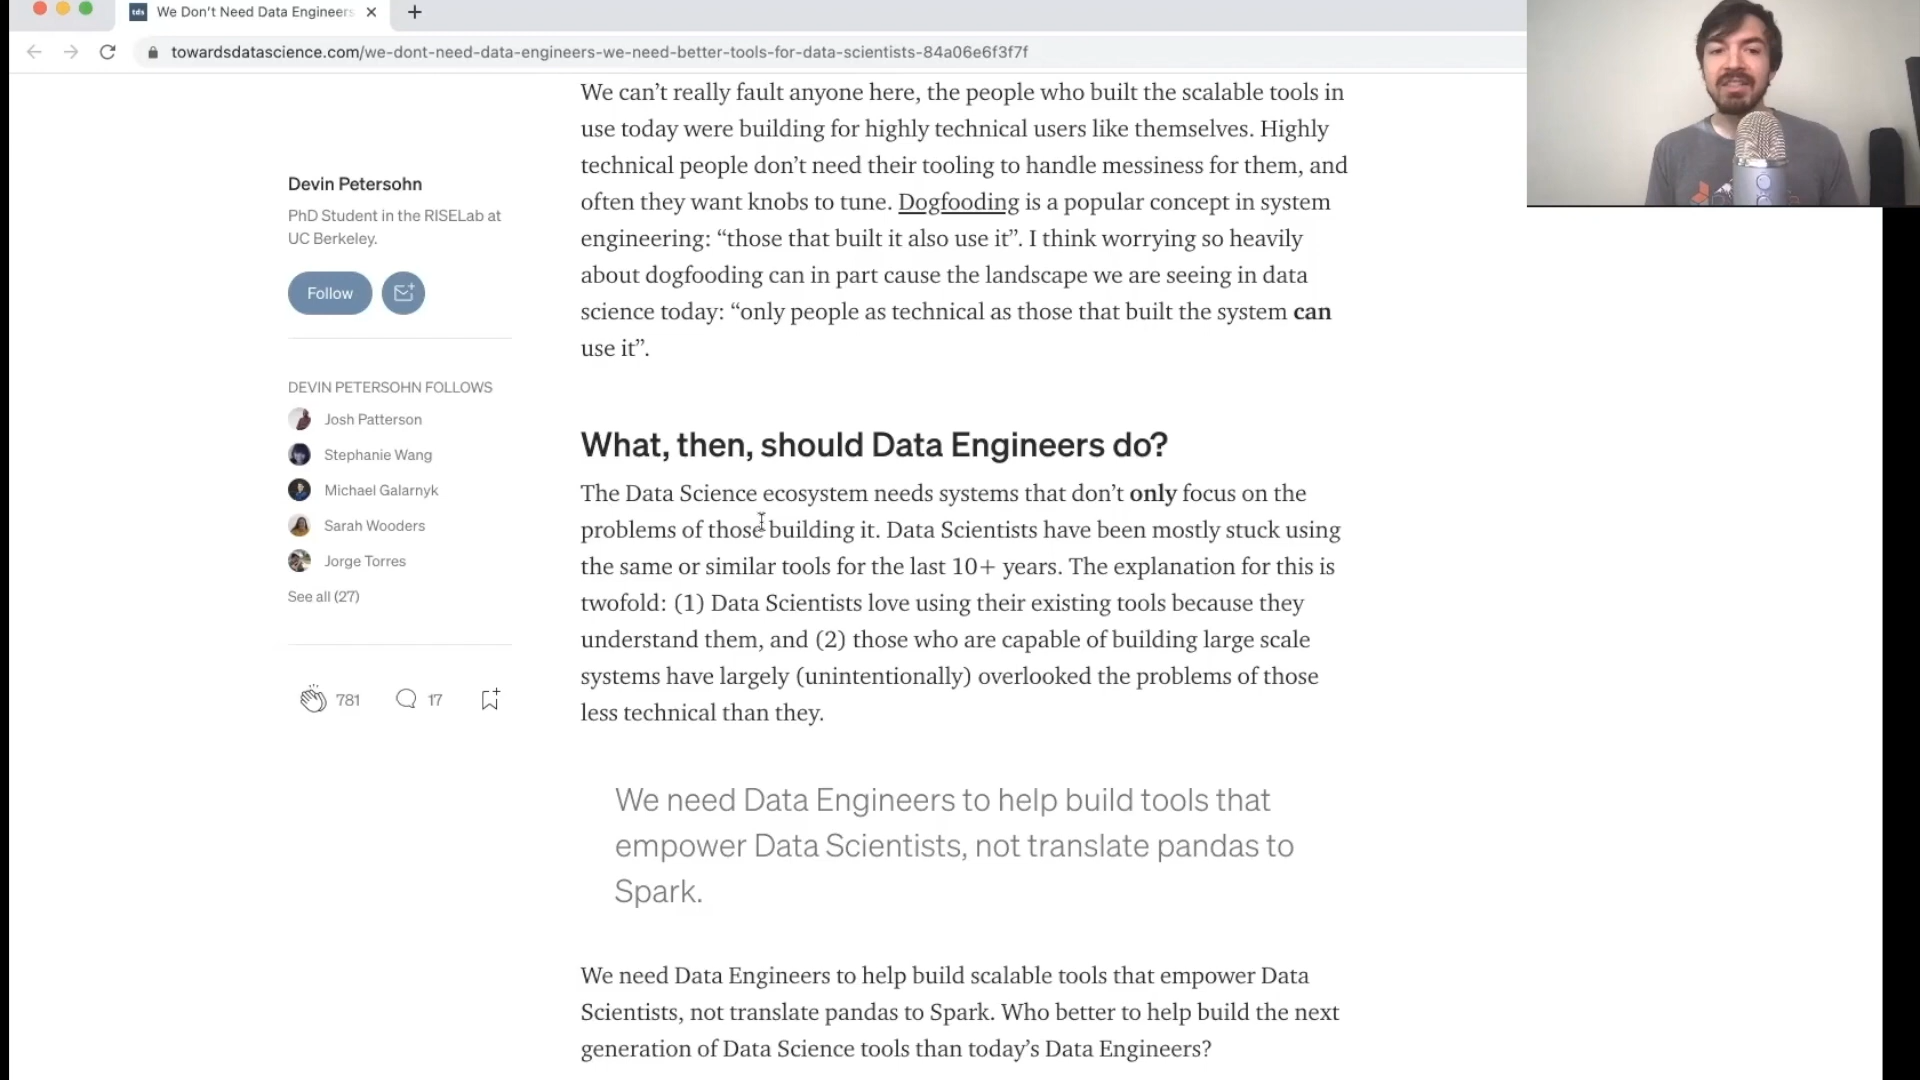 We Don't Need Data Engineers
towardsdatascience.com/we-dont-need-data-engineers-we-need-better-tools-for-data-scientists-84a06e6f3f7f
Devin Petersohn
PhD Student in the RISELab at
UC Berkeley.
Follow
DEVIN PETERSOHN FOLLOWS
Josh Patterson
Stephanie Wang
Michael Galarnyk
Sarah Wooders
Jorge Torres
See all (27)
781
17
We can’t really fault anyone here, the people who built the scalable tools in
use today were building for highly technical users like themselves. Highly
technical people don’t need their tooling to handle messiness for them, and
often they want knobs to tune. Dogfooding is a popular concept in system
engineering: “those that built it also use it”. I think worrying so heavily
about dogfooding can in part cause the landscape we are seeing in data
science today: “only people as technical as those that built the system can
use it”.
What, then, should Data Engineers do?
The Data Science ecosystem needs systems that don’t only focus on the
problems of those building it. Data Scientists have been mostly stuck using
the same or similar tools for the last 10+ years. The explanation for this is
twofold: (1) Data Scientists love using their existing tools because they
understand them, and (2) those who are capable of building large scale
systems have largely (unintentionally) overlooked the problems of those
less technical than they.
We need Data Engineers to help build tools that
empower Data Scientists, not translate pandas to
Spark.
We need Data Engineers to help build scalable tools that empower Data
Scientists, not translate pandas to Spark. Who better to help build the next
generation of Data Science tools than today’s Data Engineers?